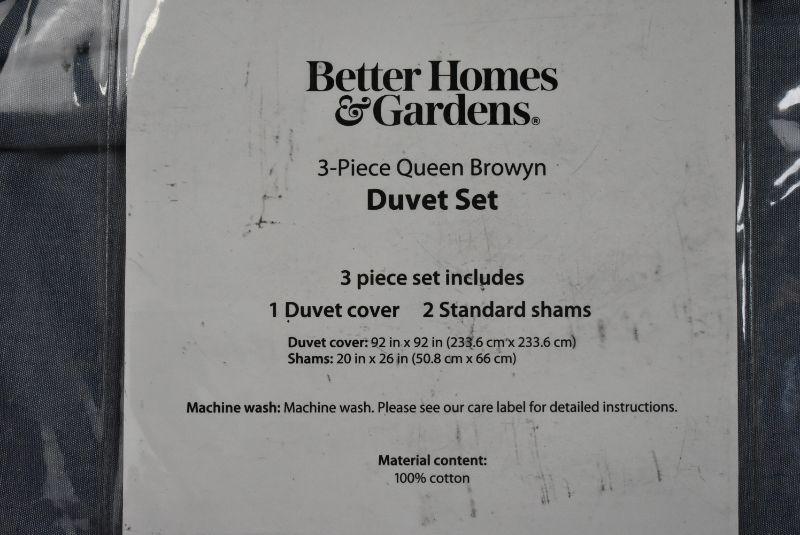 Better Homes
& Gardens®
3-Piece Queen Browyn
Duvet Set
3 piece set includes
1 Duvet cover 2 Standard shams
Duvet cover: 92 in x 92 in (233.6 cm x 233.6 cm)
Shams: 20 in x 26 in (50.8 cm x 66 cm)
Machine wash: Machine wash. Please see our care label for detailed instructions.
Material content:
100% cotton